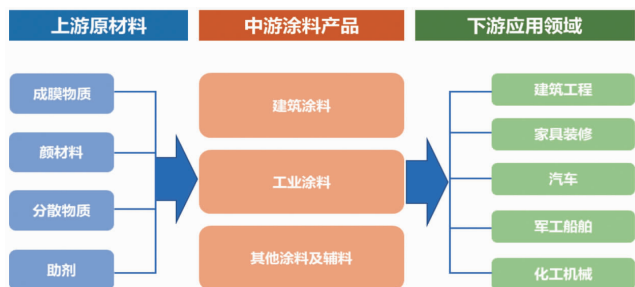 上游原材料
中游涂料产品
下游应用领域
成膜物质
颜材料
分散物质
助剂
建筑涂料
工业涂料
其他涂料及辅料
建筑工程
家具装修
汽车
军工船舶
化工机械